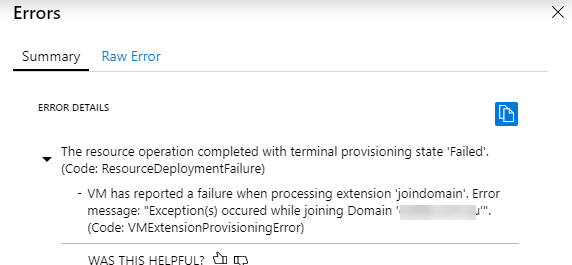 Errors
Summary Raw Error
ERROR DETAILS
The resource operation completed with terminal provisioning state 'Failed'.
(Code: ResourceDeploymentFailure)
- VM has reported a failure when processing extension 'joindomain'. Error
message: "Exception(s) occured while joining Domain '
(Code: VMExtensionProvisioningError)
WAS THIS HELPFUL?